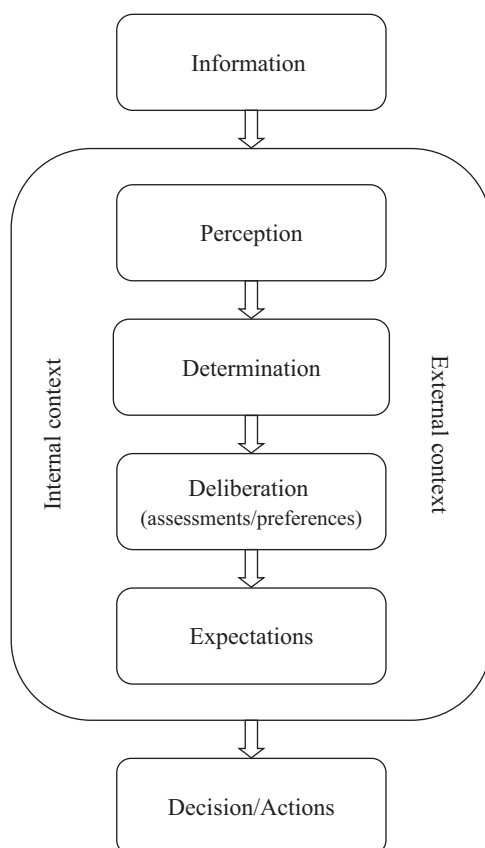 Information
Perception
Internal context
External context
Determination
Deliberation
(assessments/preferences)
Expectations
Decision/Actions